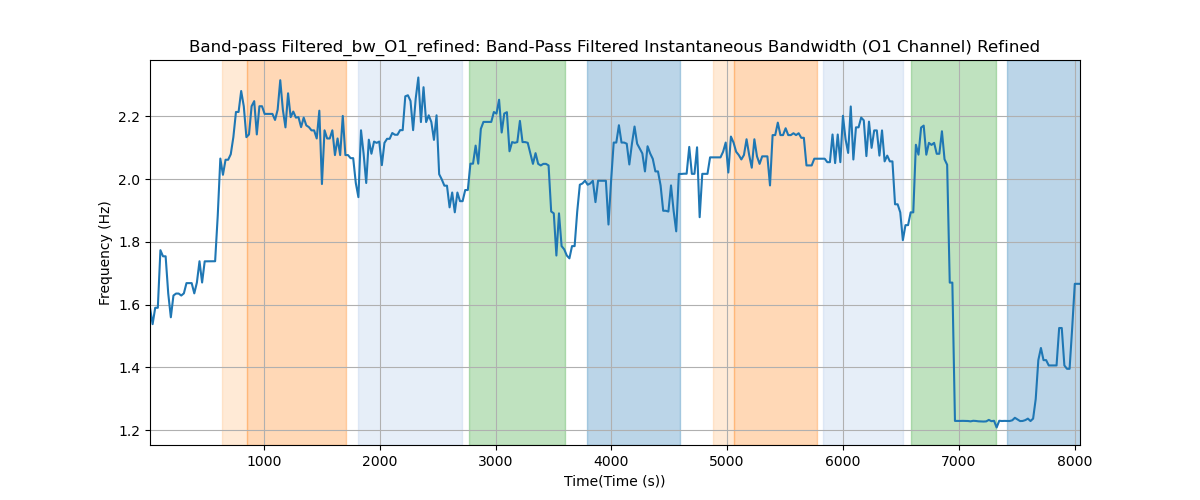 Band-pass Filtered_bw_O1_refined: Band-Pass Filtered Instantaneous Bandwidth (O1 Channel) Refined
Frequency (Hz)
2.2
2.0
1.8
1.6
1.4
1.2
1000 2000 3000 4000 5000 6000 7000 8000
Time(Time (s))